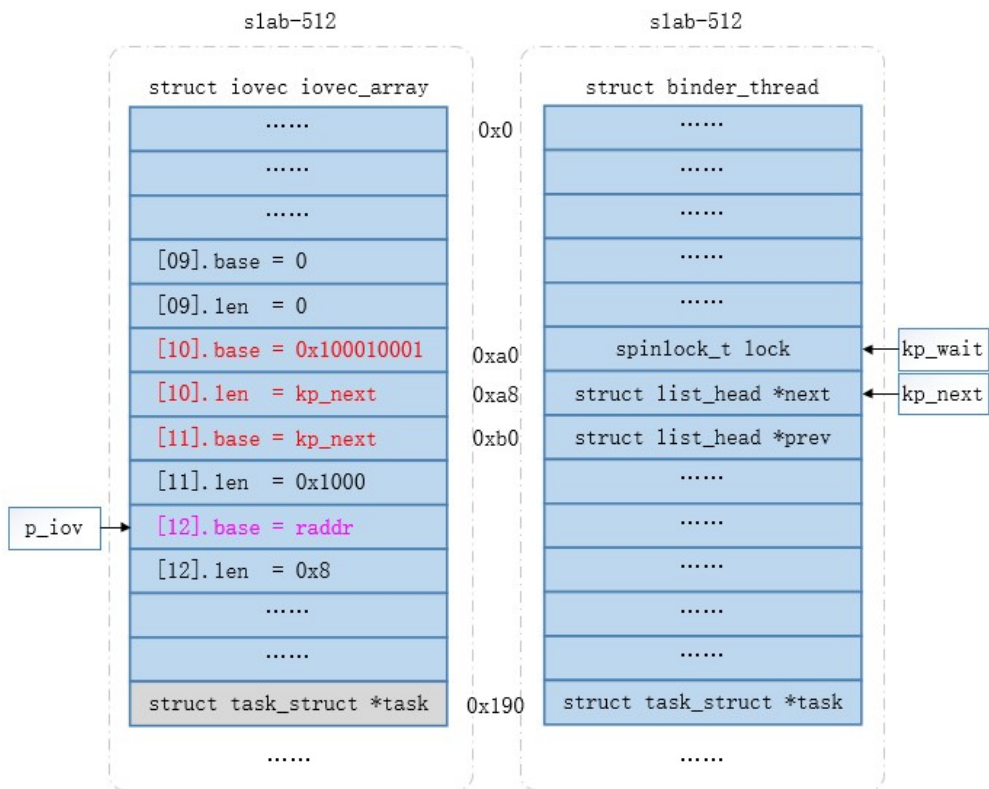 slab-512
struct iovec iovec_array
……
……
……
[09].base = 0
[09].len = 0
[10].base = 0x100010001
[10].len = kp_next
[11].base = kp_next
[11].len = 0x1000
[12].base = raddr
[12].len = 0x8
……
……
struct task_struct *task
……
p_iov
0x0
0xa0
0xa8
0xb0
0x190
slab-512
struct binder_thread
……
……
……
……
……
spinlock_t lock
struct list_head *next
struct list_head *prev
……
……
……
……
……
struct task_struct *task
……
kp_wait
kp_next